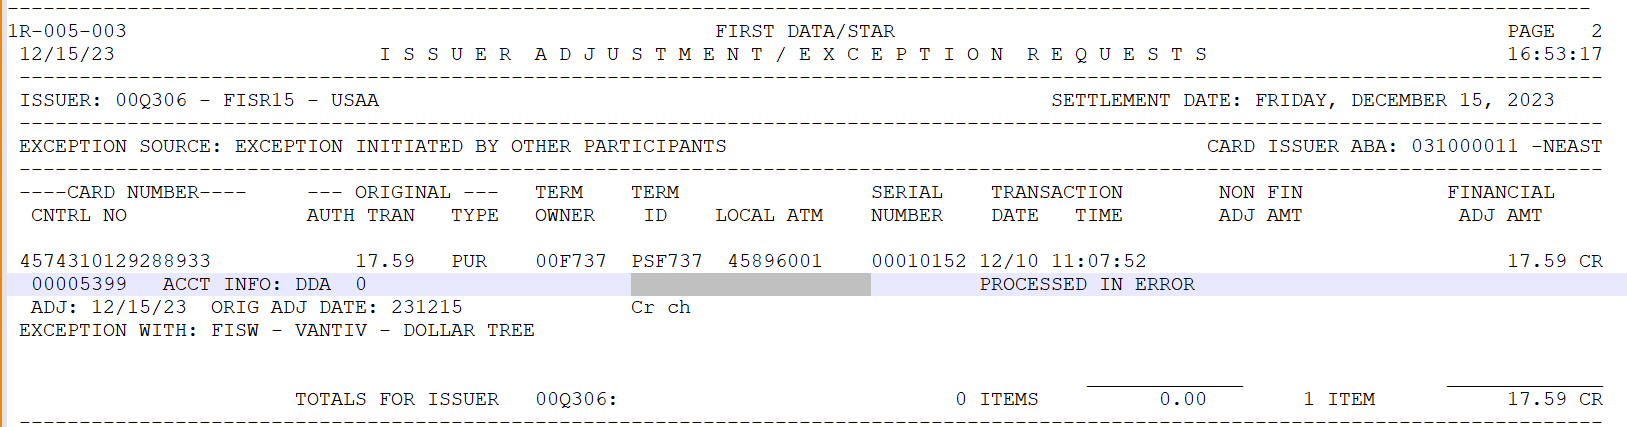 1R-005-003 FIRST DATA/STAR PAGE 2
12/15/23 I S S U E R A D J U S T M E N T / E X C E P T I O N R E Q U E S T S 16:53:17
ISSUER: 00Q306 - FISR15 - USAA SETTLEMENT DATE: FRIDAY, DECEMBER 15, 2023
EXCEPTION SOURCE: EXCEPTION INITIATED BY OTHER PARTICIPANTS CARD ISSUER ABA: 031000011 -NEAST
----CARD NUMBER---- --- ORIGINAL --- TERM TERM SERIAL TRANSACTION NON FIN FINANCIAL
CNTRL NO AUTH TRAN TYPE OWNER ID LOCAL ATM NUMBER DATE TIME ADJ AMT ADJ AMT
4574310129288933 17.59 PUR 00F737 PSF737 45896001 00010152 12/10 11:07:52 17.59 CR
00005399 ACCT INFO: DDA 0 PROCESSED IN ERROR
ADJ: 12/15/23 ORIG ADJ DATE: 231215 Cr ch
EXCEPTION WITH: FISW - VANTIV - DOLLAR TREE
TOTALS FOR ISSUER 00Q306: 0 ITEMS 0.00 1 ITEM 17.59 CR